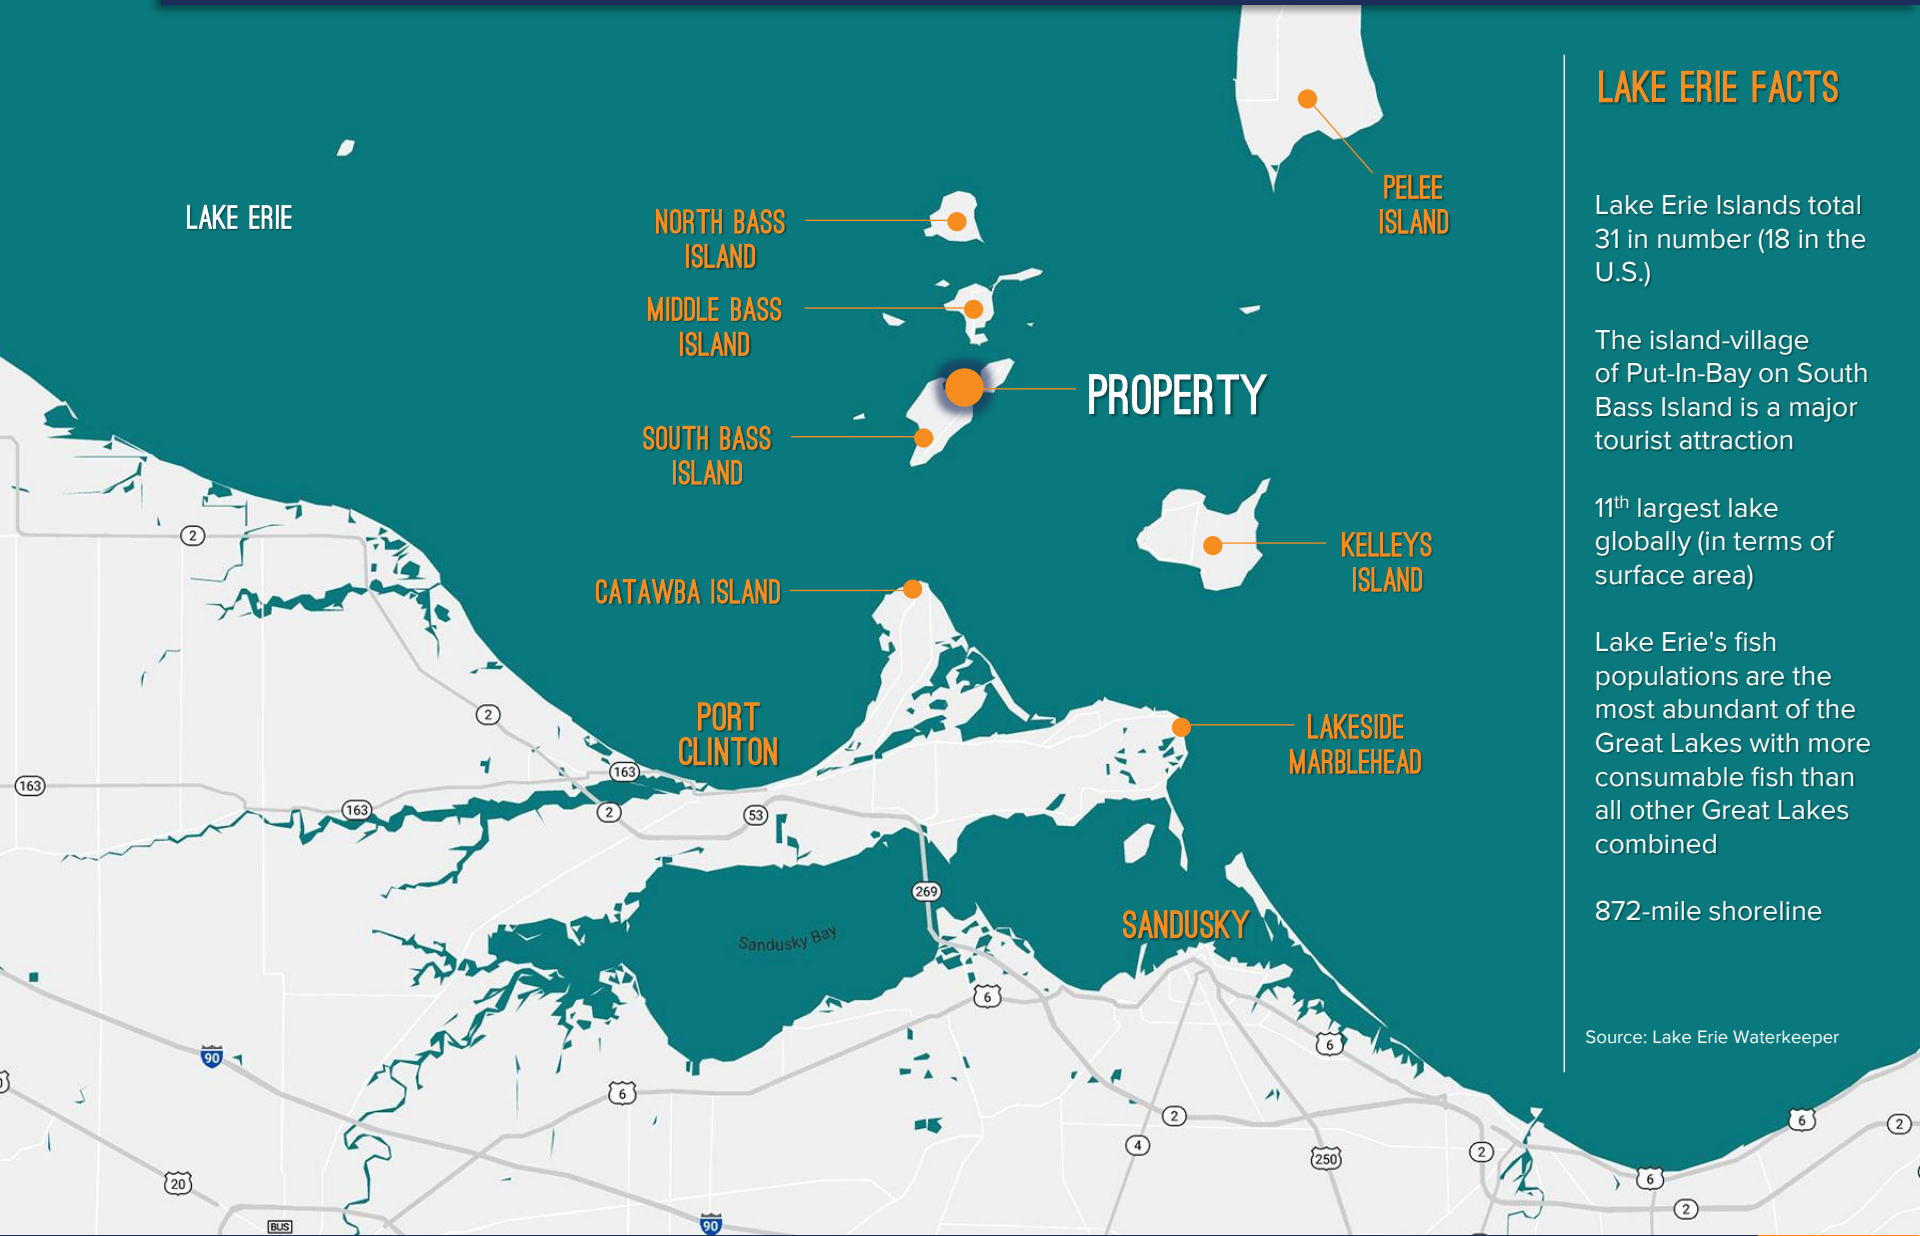 LAKE ERIE FACTS
PELEE
ISLAND
LAKE ERIE
NORTH BASS
ISLAND
Lake Erie Islands total
31 in number (18 in the
U.S.)
MIDDLE BASS
ISLAND
The island-village
of Put-In-Bay on South
Bass Island is a major
tourist attraction
PROPERTY
SOUTH BASS
ISLAND
11th largest lake
globally (in terms of
surface area)
2
KELLEYS
ISLAND
CATAWBA ISLAND
Lake Erie's fish
populations are the
most abundant of the
Great Lakes with more
consumable fish than
all other Great Lakes
combined
2
PORT
CLINTON
LAKESIDE
MARBLEHEAD
163
163
163
2
53
269
872-mile shoreline
SANDUSKY
Sandusky Bay
6
Source: Lake Erie Waterkeeper
6
90
6
2
6
2
4
250
2
6
20
2
BUS
90